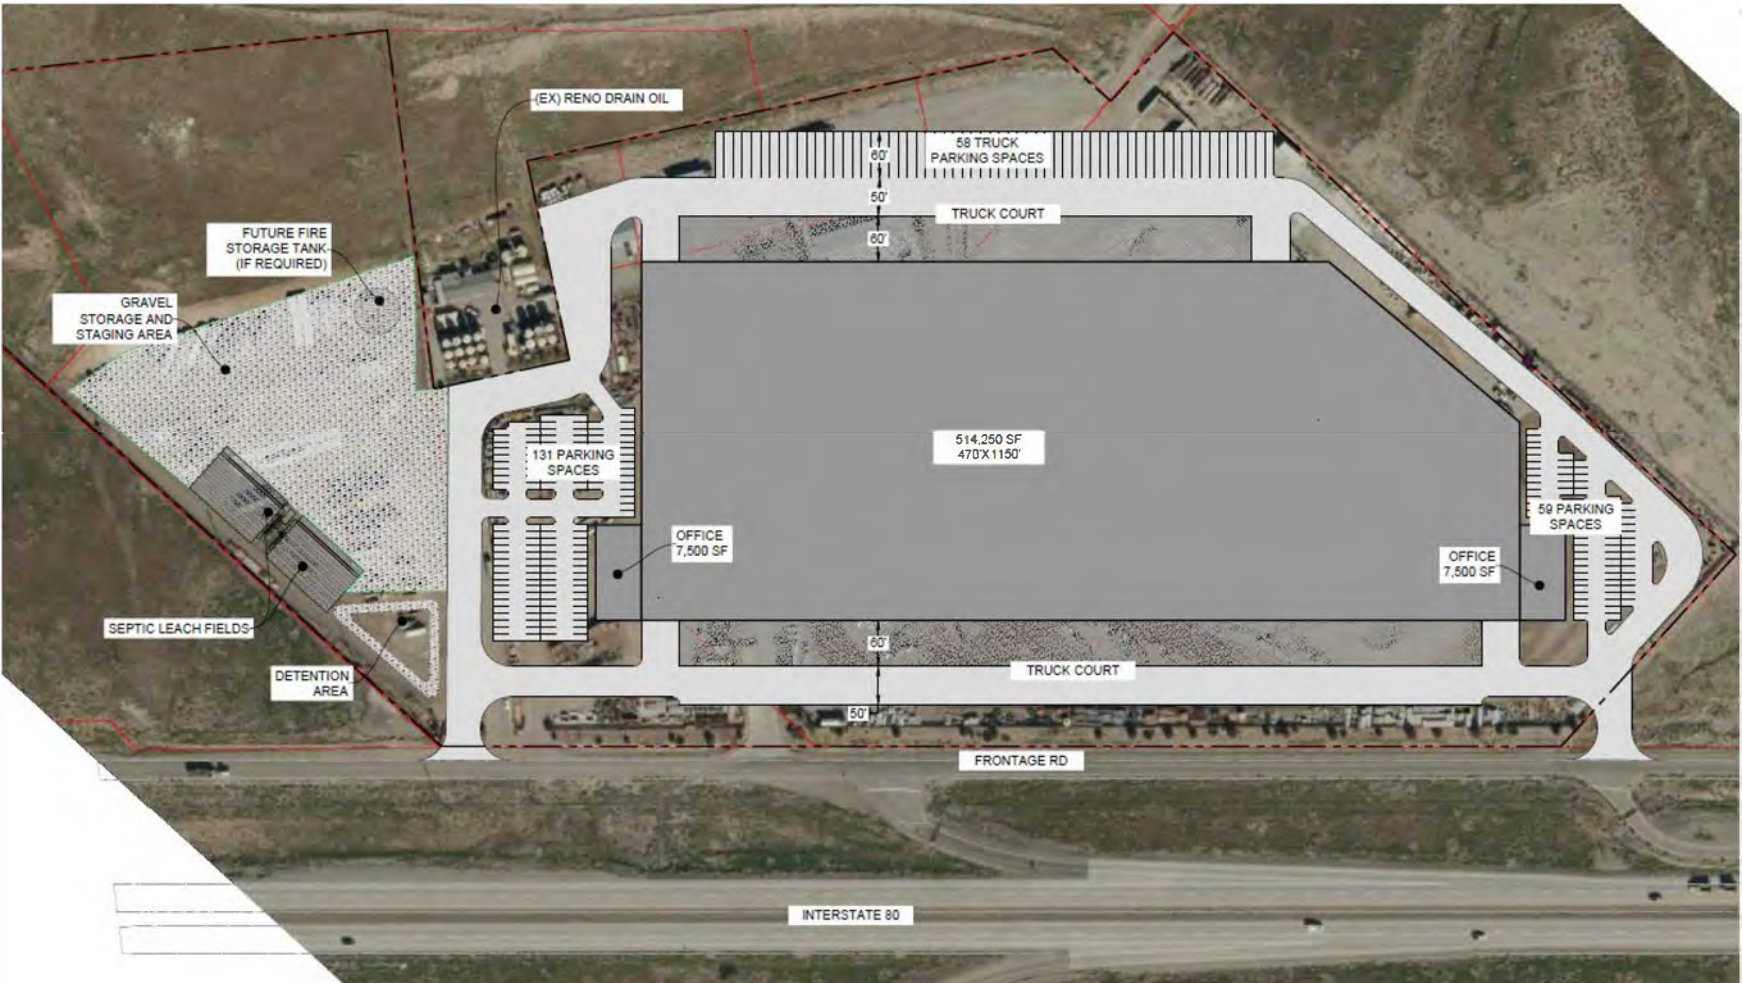 (EX) RENO DRAIN OIL
58 TRUCK
PARKING SPACES
60'
50'
TRUCK COURT
60'
FUTURE FIRE
STORAGE TANK
(IF REQUIRED)
GRAVEL
STORAGE AND
STAGING AREA
131 PARKING
SPACES
514,250 SF
470'X1150'
59 PARKING
SPACES
OFFICE
7,500 SF
OFFICE
7,500 SF
SEPTIC LEACH FIELDS
60'
TRUCK COURT
DETENTION
AREA
50'
FRONTAGE RD
INTERSTATE 80